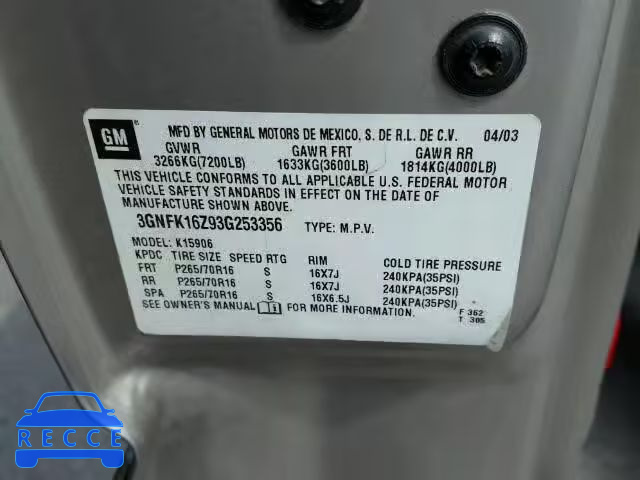 GM
MFD BY GENERAL MOTORS DE MEXICO, S. DE R.L. DE C.V. 04/03
GVWR GAWR FRT GAWR RR
3266KG(7200LB) 1633KG(3600LB) 1814KG(4000LB)
THIS VEHICLE CONFORMS TO ALL APPLICABLE U.S. FEDERAL MOTOR
VEHICLE SAFETY STANDARDS IN EFFECT ON THE DATE OF
MANUFACTURE SHOWN ABOVE.
3GNFK16Z93G253356 TYPE: M.P.V.
MODEL: K15906
KPDC TIRE SIZE SPEED RTG RIM COLD TIRE PRESSURE
FRT P265/70R16 S 16X7J 240KPA(35PSI)
RR P265/70R16 S 16X7J 240KPA(35PSI)
SPA P265/70R16 S 16X6.5J 240KPA(35PSI)
SEE OWNER'S MANUAL FOR MORE INFORMATION.
F 362
T 305
FREE
CARVIN
.COM